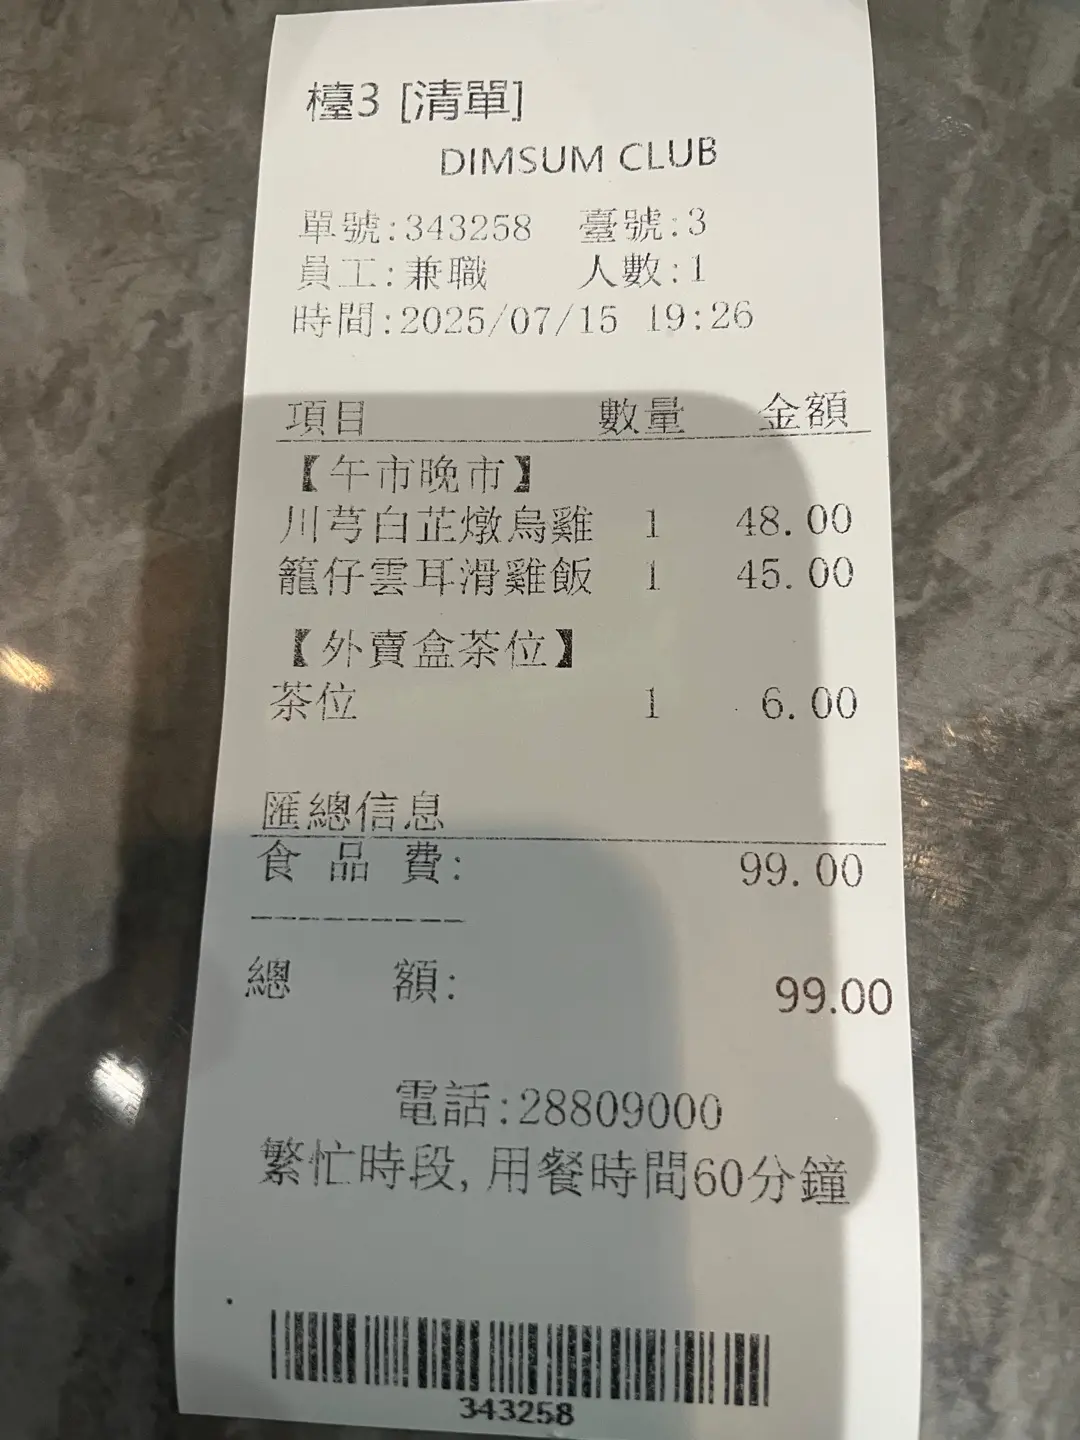 檯3 [清單]
DIMSUM CLUB
單號:343258 臺號:3
員工:兼職 人數:1
時間:2025/07/15 19:26
項目 數量 金額
【午市晚市】
川芎白芷燉烏雞 1 48.00
籠仔雲耳滑雞飯 1 45.00
【外賣盒茶位】
茶位 1 6.00
匯總信息
食品費: 99.00
總額: 99.00
電話:28809000
繁忙時段,用餐時間60分鐘
343258